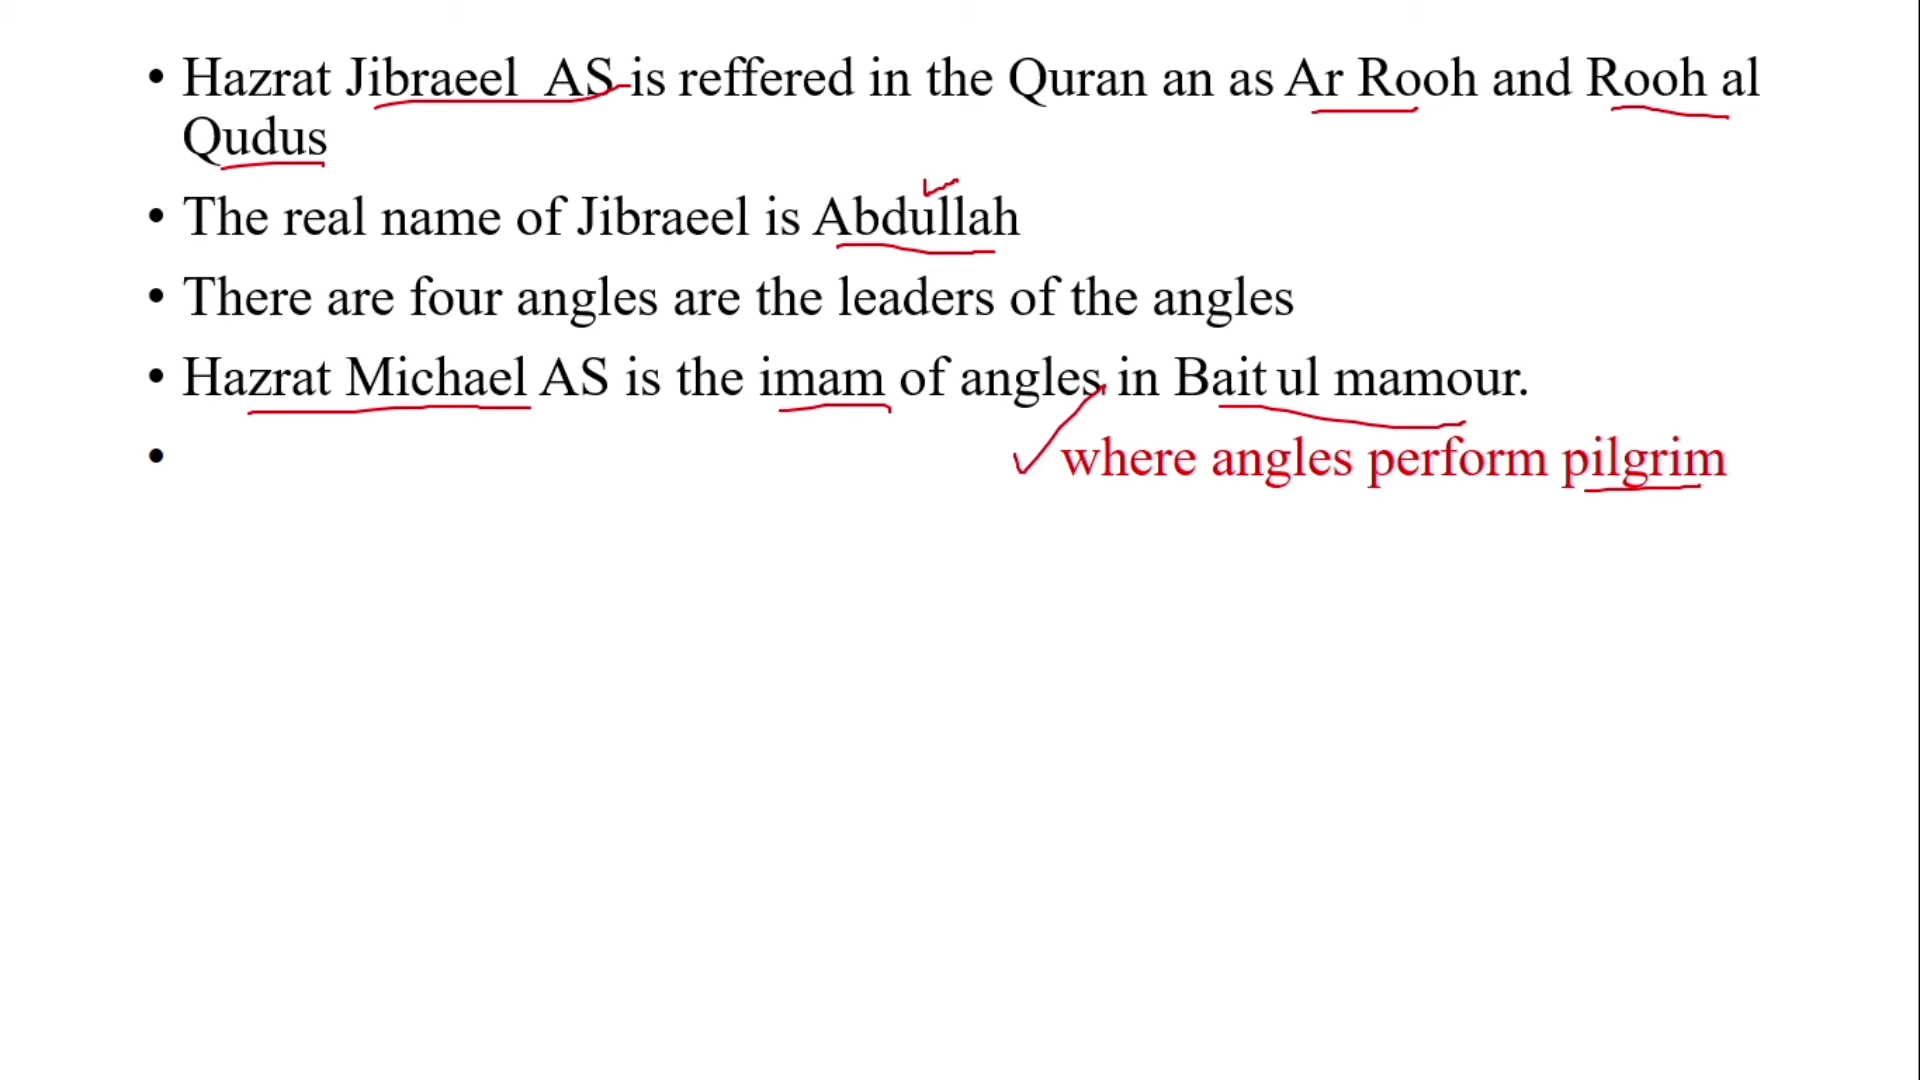 • Hazrat Jibraeel AS is reffered in the Quran an as Ar Rooh and Rooh al
Qudus
• The real name of Jibraeel is Abdullah
• There are four angles are the leaders of the angles
• Hazrat Michael AS is the imam of angles in Bait ul mamour.
• where angles perform pilgrim